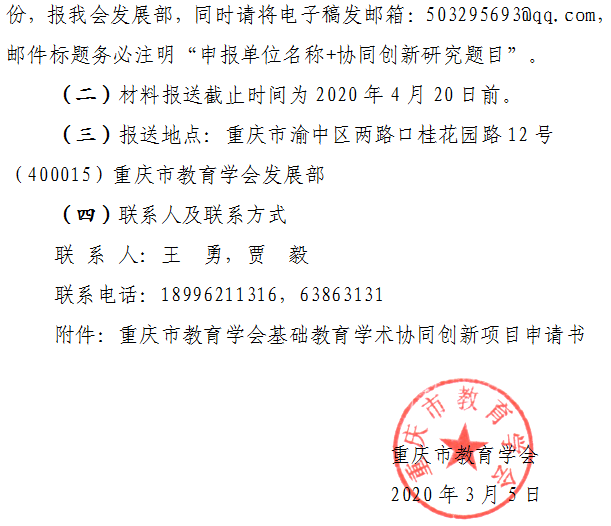 份，报我会发展部，同时请将电子稿发邮箱：503295693@qq.com，
邮件标题务必注明“申报单位名称+协同创新研究题目”。
（二）材料报送截止时间为 2020 年 4 月 20 日前。
（三）报送地点：重庆市渝中区两路口桂花园路 12 号
（400015）重庆市教育学会发展部
（四）联系人及联系方式
联 系 人：王　勇，贾　毅
联系电话：18996211316，63863131
附件：重庆市教育学会基础教育学术协同创新项目申请书
重庆市教育学会
重庆市教育学会
2020 年 3 月 5 日